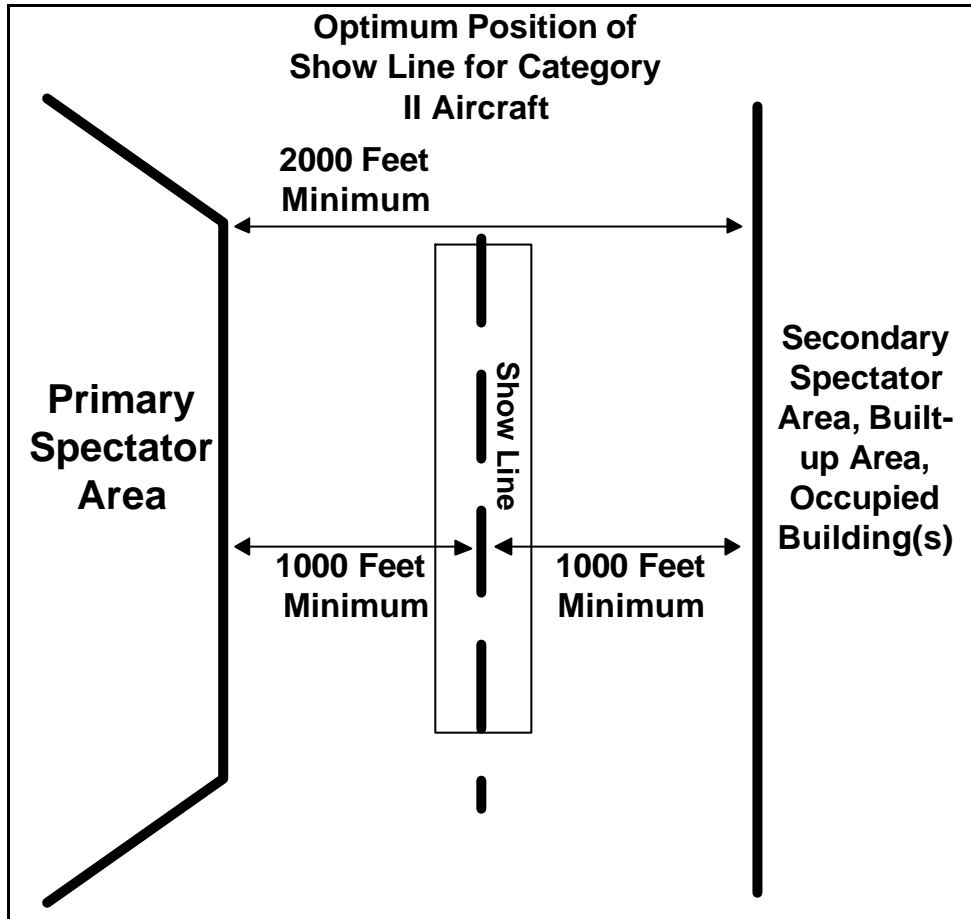 Optimum Position of
Show Line for Category
II Aircraft
2000 Feet
Minimum
Primary
Spectator
Area
Show Line
Secondary
Spectator
Area, Built-
up Area,
Occupied
Building(s)
1000 Feet
Minimum
1000 Feet
Minimum